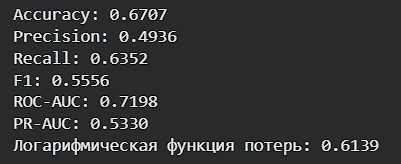 Accuracy: 0.6707
Precision: 0.4936
Recall: 0.6352
F1: 0.5556
ROC-AUC: 0.7198
PR-AUC: 0.5330
Логарифмическая функция потерь: 0.6139